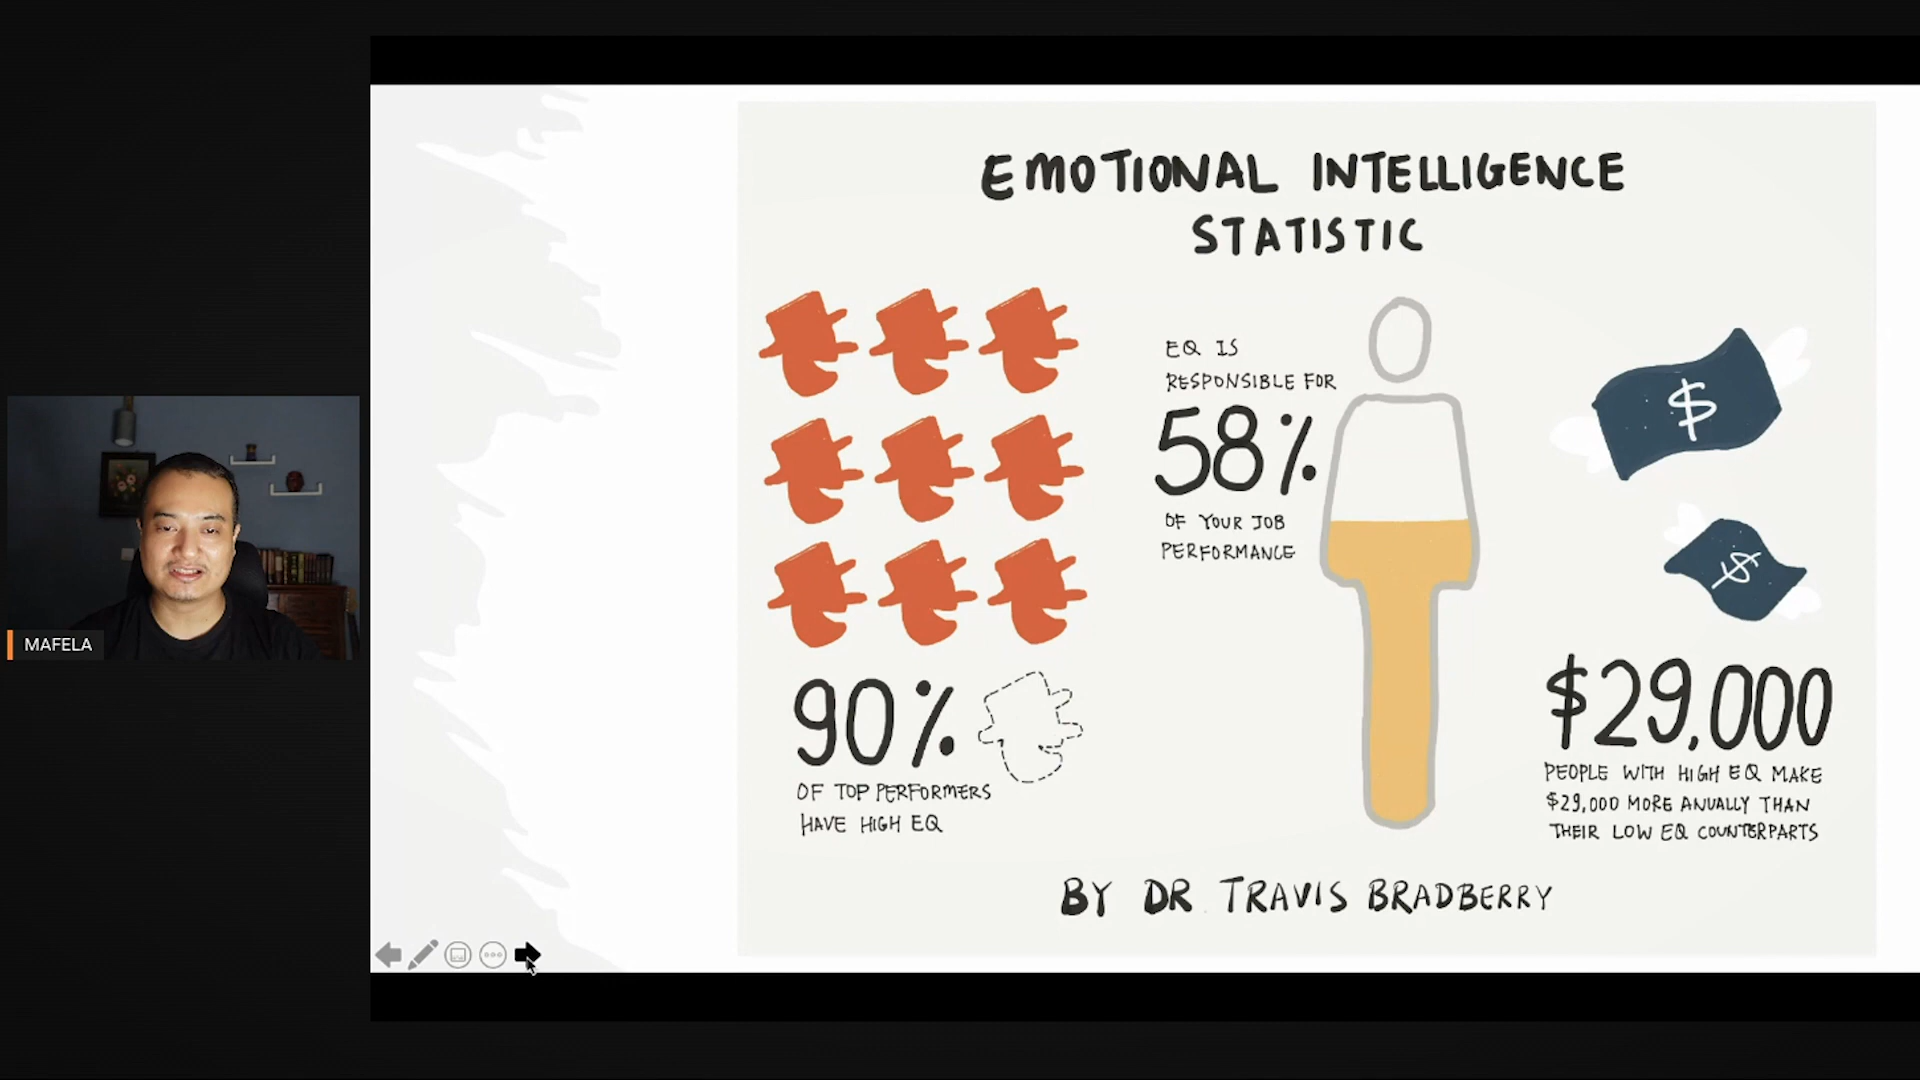 EMOTIONAL INTELLIGENCE
STATISTIC
EQ IS
RESPONSIBLE FOR
58%
OF YOUR JOB
PERFORMANCE
$
$
90%
OF TOP PERFORMERS
HAVE HIGH EQ
$29,000
PEOPLE WITH HIGH EQ MAKE
$29,000 MORE ANUALLY THAN
THEIR LOW EQ COUNTERPARTS
BY DR TRAVIS BRADBERRY
MAFELA